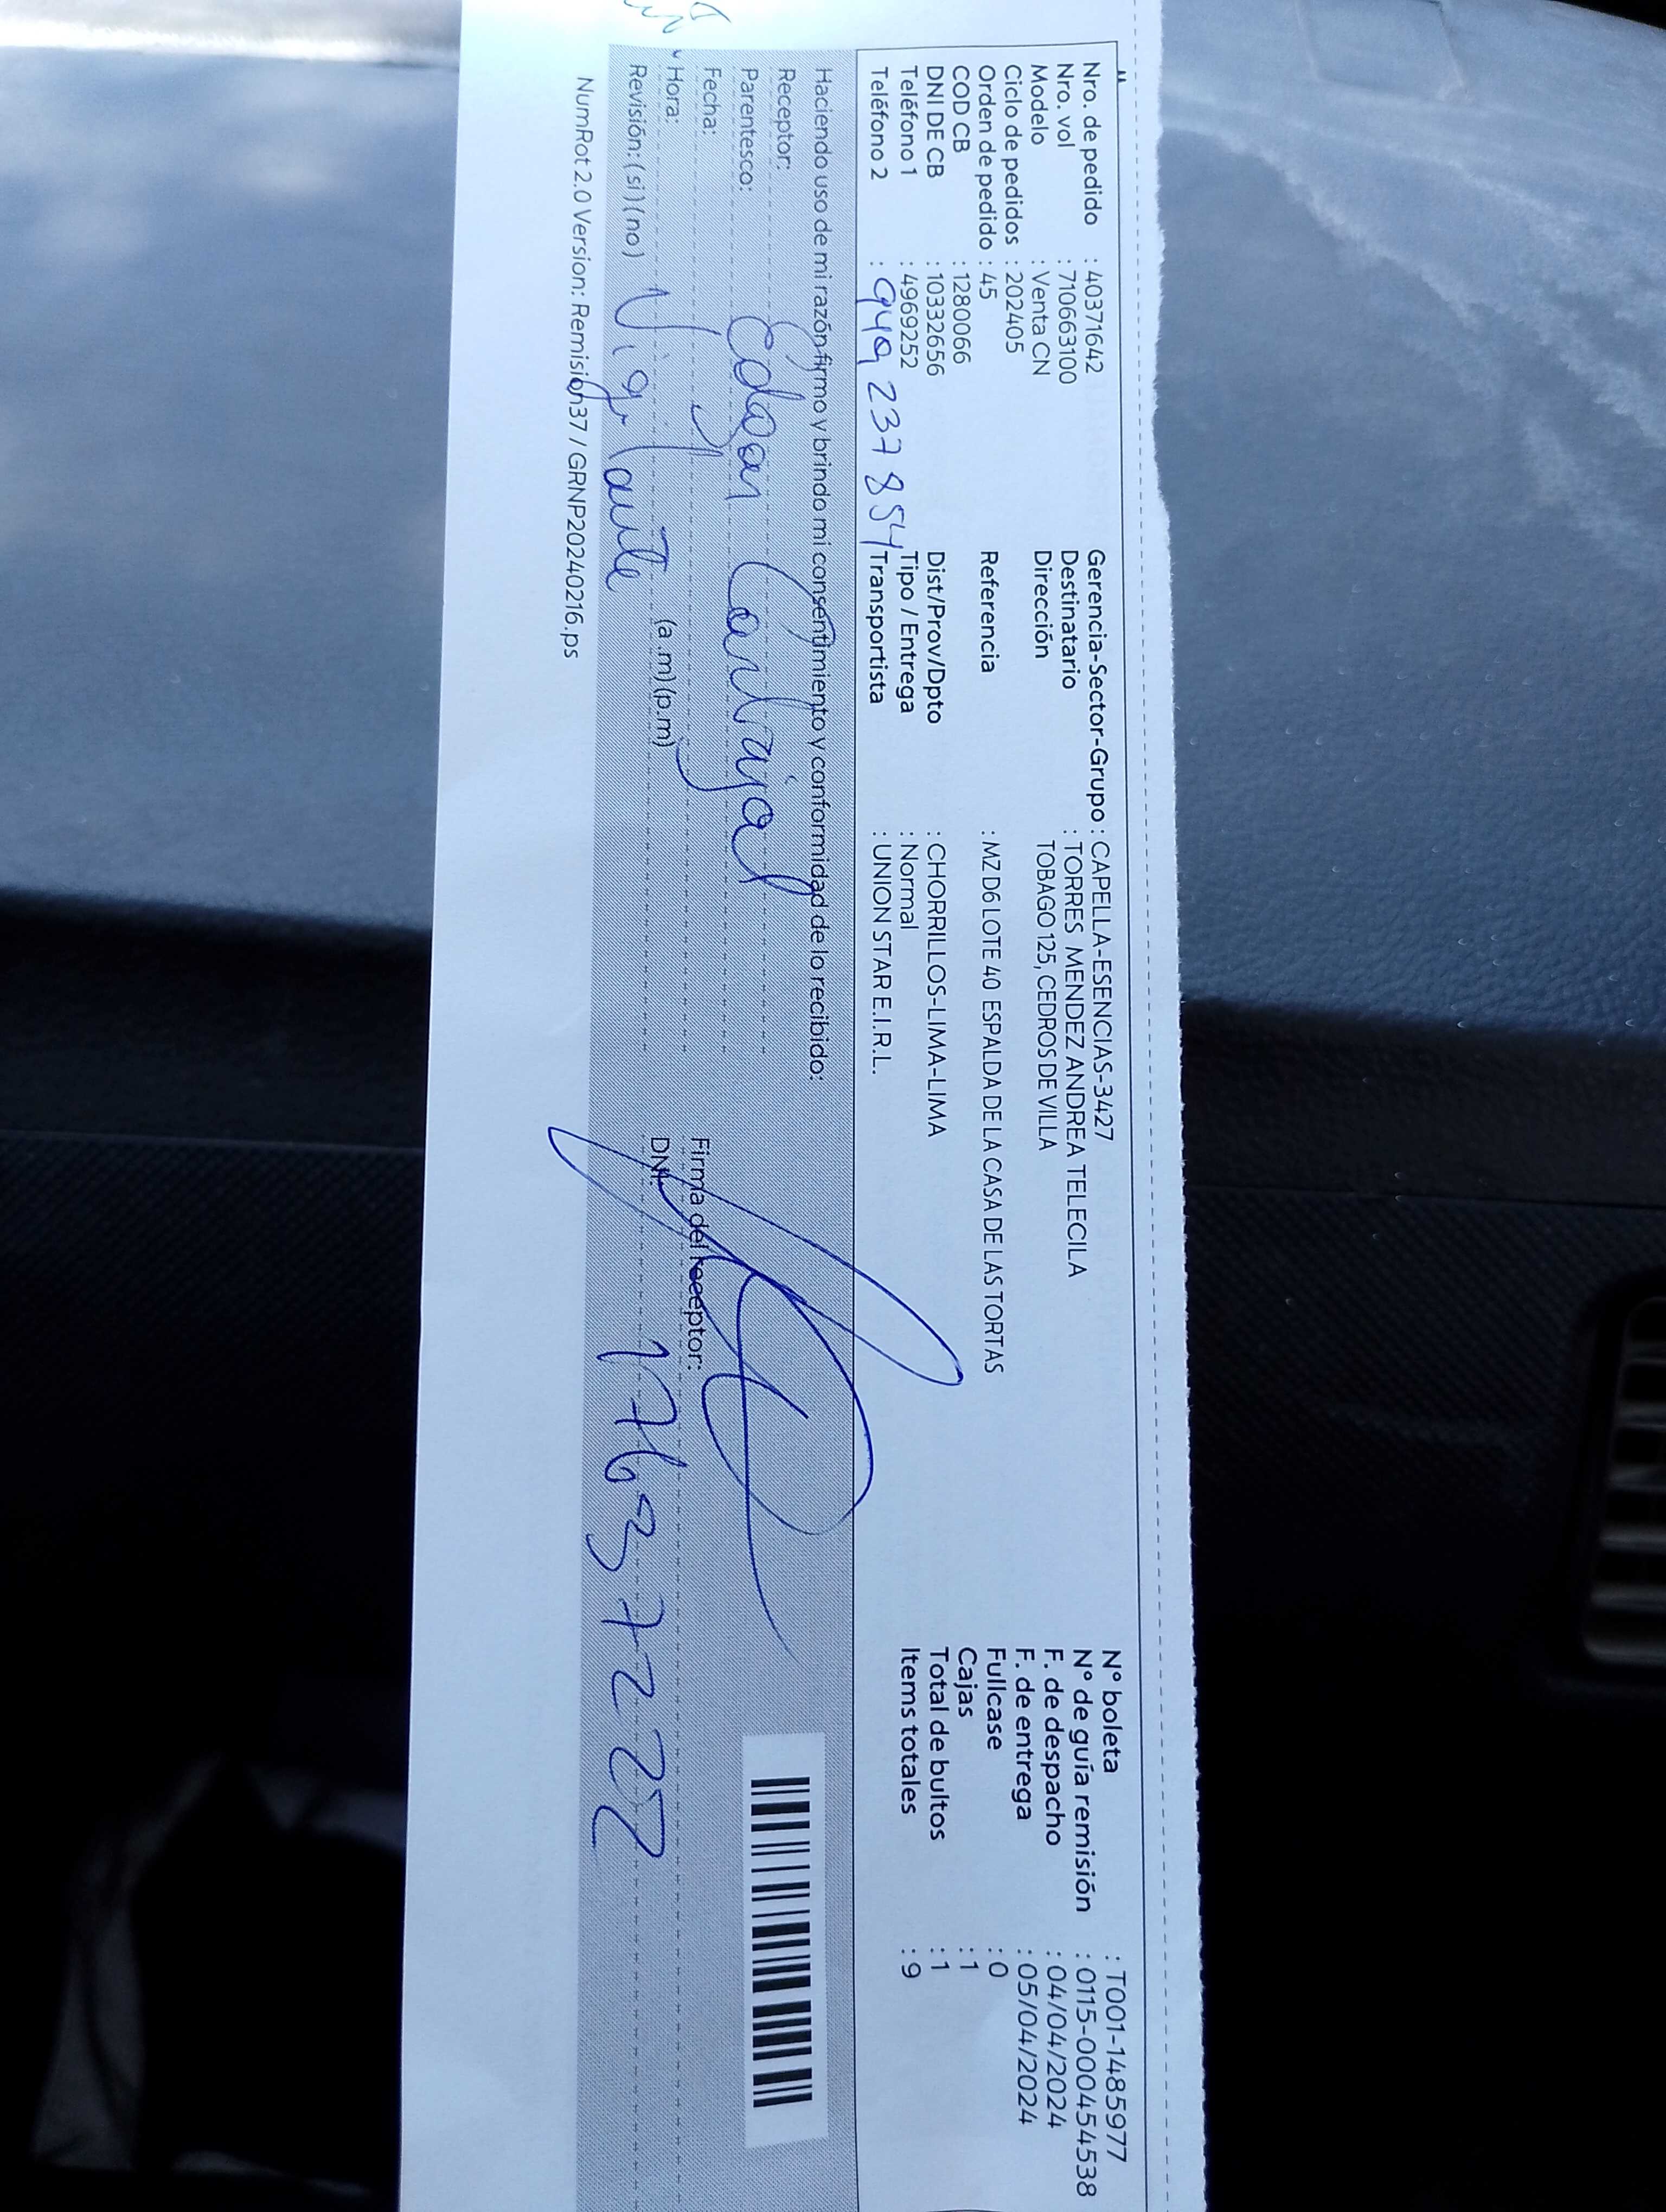 Nro. de pedido : 40371642 Gerencia-Sector-Grupo : CAPELLA-ESENCIAS-3427 N° boleta : T001-1485977
Nro. vol : 710663100 Destinatario : TORRES MENDEZ ANDREA TELECILA N° de guía remisión : 0115-000454538
Modelo : Venta CN Dirección TOBAGO 125, CEDROS DE VILLA F. de despacho : 04/04/2024
Ciclo de pedidos : 202405 F. de entrega : 05/04/2024
Orden de pedido : 45 Referencia : MZ D6 LOTE 40 ESPALDA DE LA CASA DE LAS TORTAS Fullcase : 0
COD CB : 1280066 Cajas : 1
DNI DE CB : 10332656 Dist/Prov/Dpto : CHORRILLOS-LIMA-LIMA Total de bultos : 1
Teléfono 1 : 4969252 Tipo / Entrega : Normal Items totales : 9
Teléfono 2 : 949 237 854 Transportista : UNION STAR E.I.R.L.
Haciendo uso de mi razón firmo y brindo mi consentimiento y conformidad de lo recibido:
Receptor:
Parentesco: Edgar Carbajal
Fecha: Firma del Receptor:
Hora: (a.m)(p.m) DNI:
Revisión: (si) (no) Vigilante
NumRot 2.0 Version: Remision37 / GRNP20240216.ps